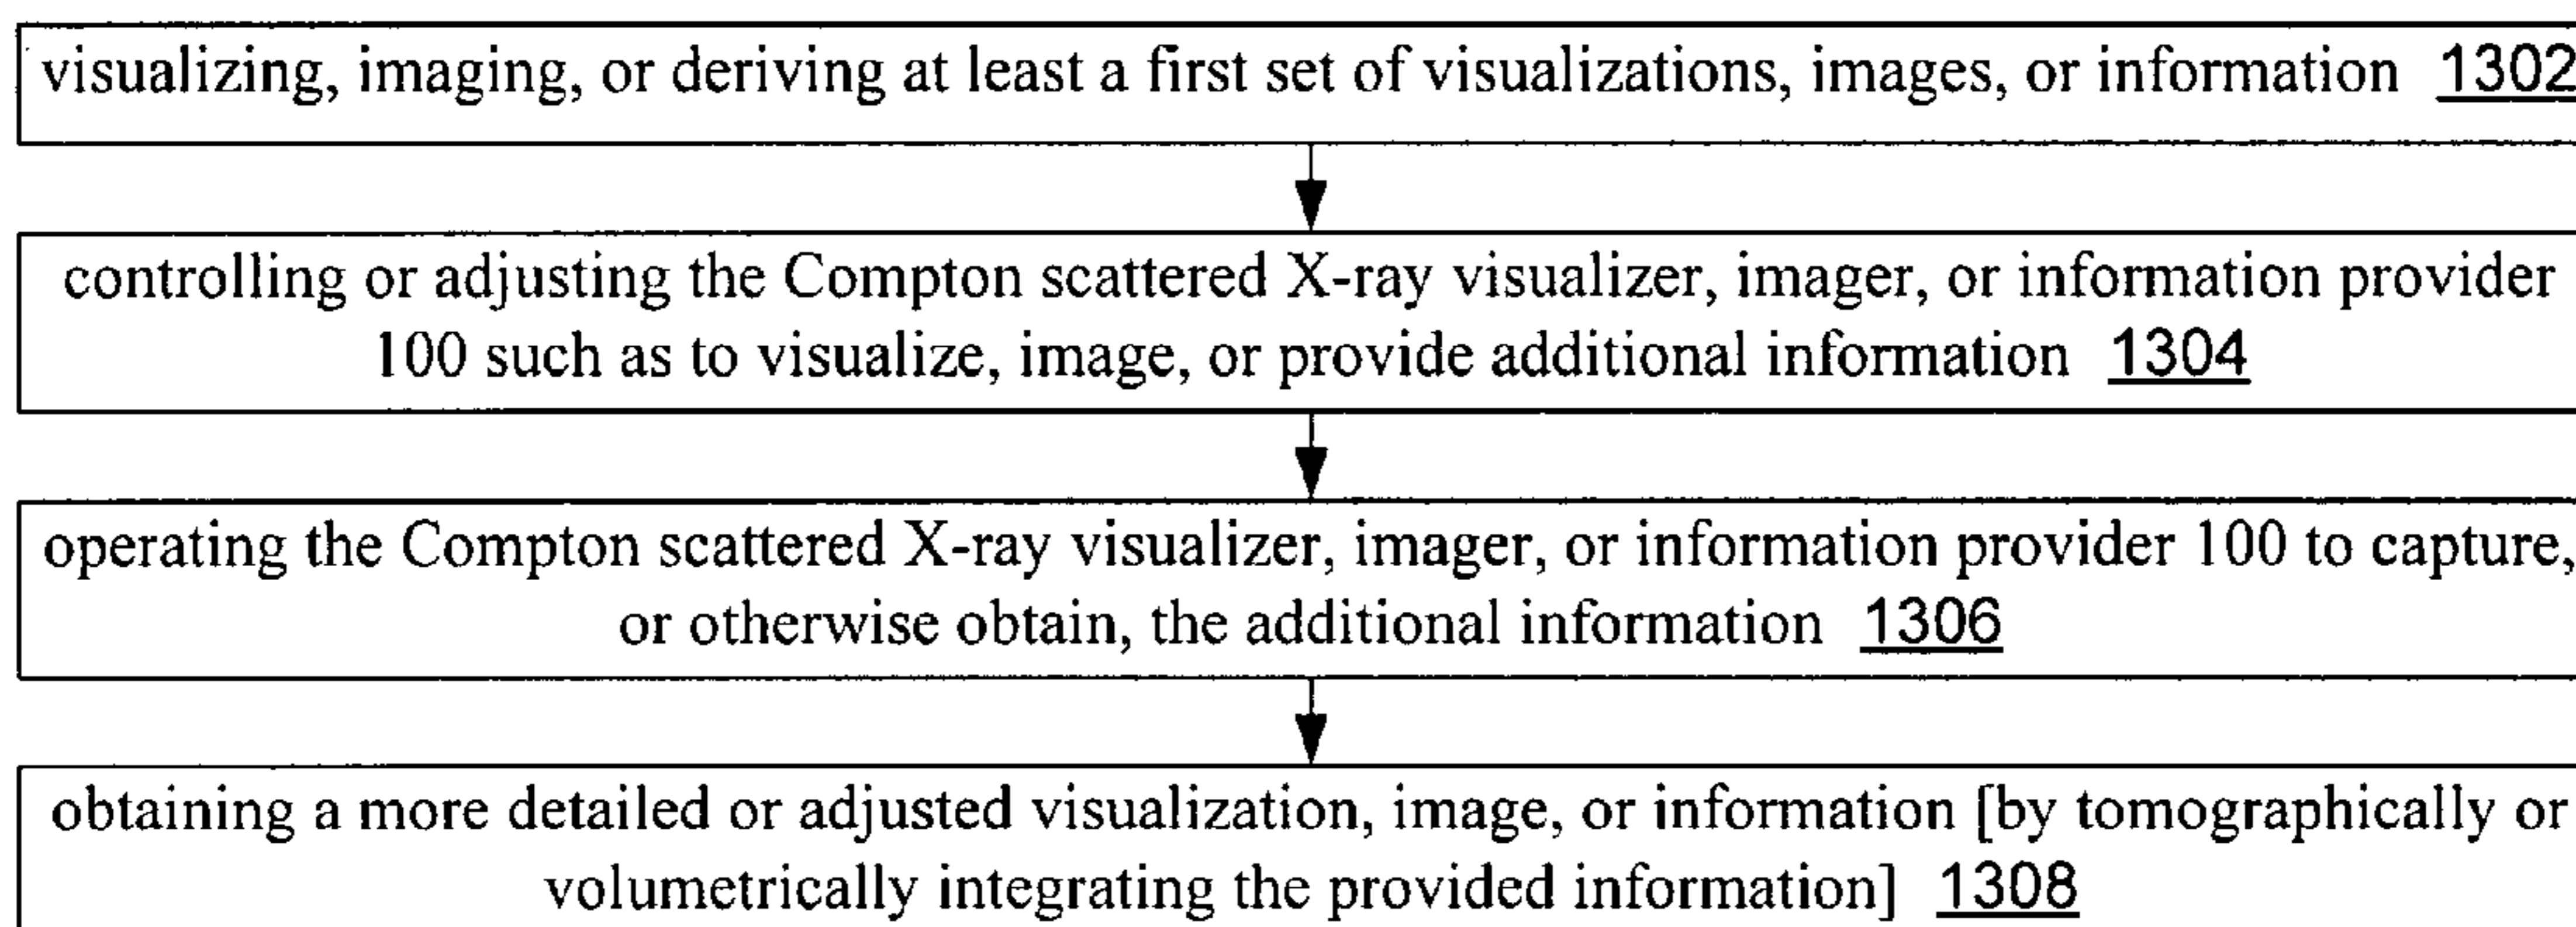 visualizing, imaging, or deriving at least a first set of visualizations, images, or information 1302
controlling or adjusting the Compton scattered X-ray visualizer, imager, or information provider
100 such as to visualize, image, or provide additional information 1304
operating the Compton scattered X-ray visualizer, imager, or information provider 100 to capture,
or otherwise obtain, the additional information 1306
obtaining a more detailed or adjusted visualization, image, or information [by tomographically or
volumetrically integrating the provided information] 1308